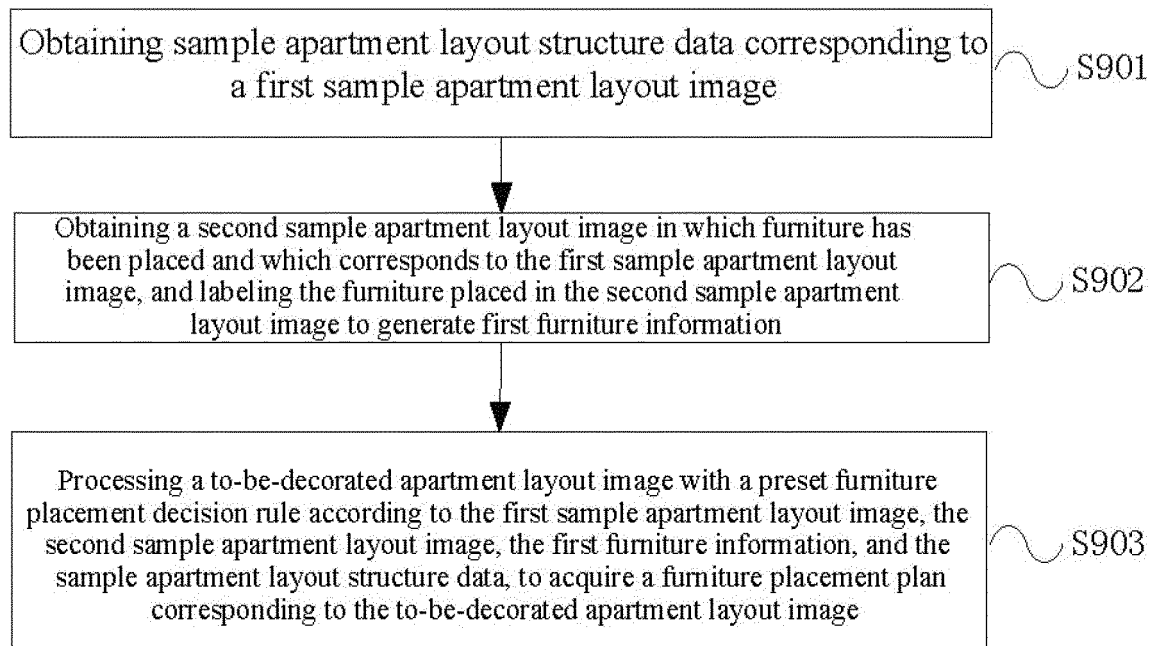 Obtaining sample apartment layout structure data corresponding to
a first sample apartment layout image
S901
Obtaining a second sample apartment layout image in which furniture has
been placed and which corresponds to the first sample apartment layout
image, and labeling the furniture placed in the second sample apartment
layout image to generate first furniture information
S902
Processing a to-be-decorated apartment layout image with a preset furniture
placement decision rule according to the first sample apartment layout image, the
second sample apartment layout image, the first furniture information, and the
sample apartment layout structure data, to acquire a furniture placement plan
corresponding to the to-be-decorated apartment layout image
S903